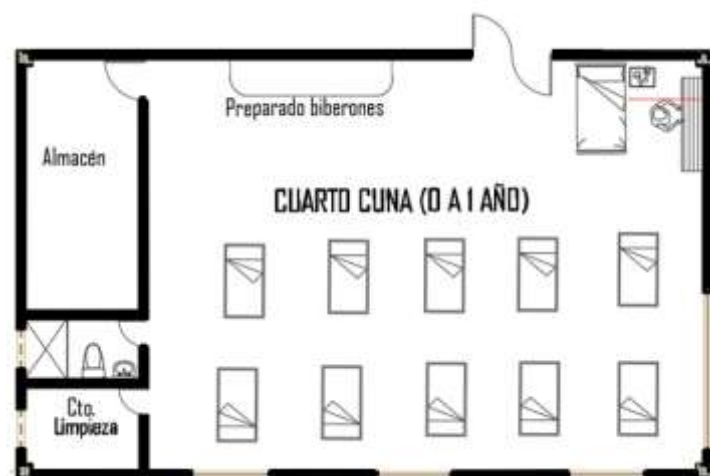 Preparado biberones
Almacén
CUARTO CUNA (0 A 1 AÑO)
Cto.
Limpieza